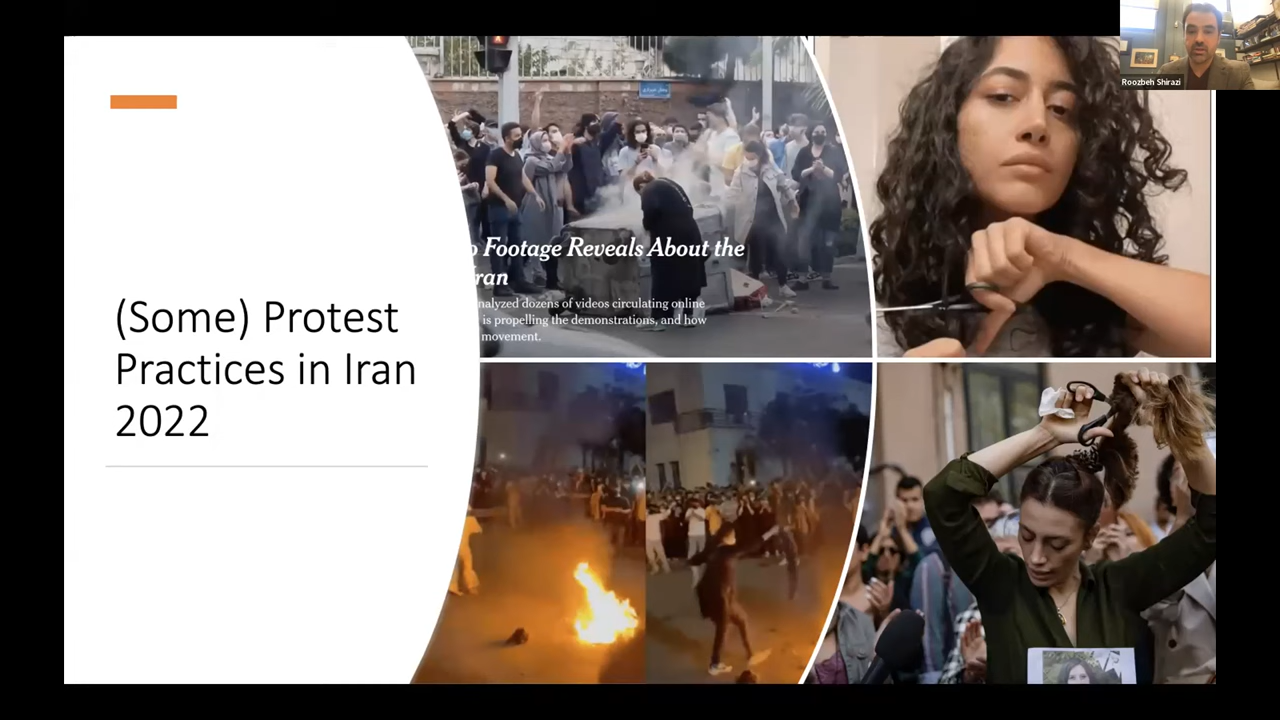 Roozbeh Shirazi
(Some) Protest
Practices in Iran
2022
Footage Reveals About the
ran
nalyzed dozens of videos circulating online
is propelling the demonstrations, and how
movement.